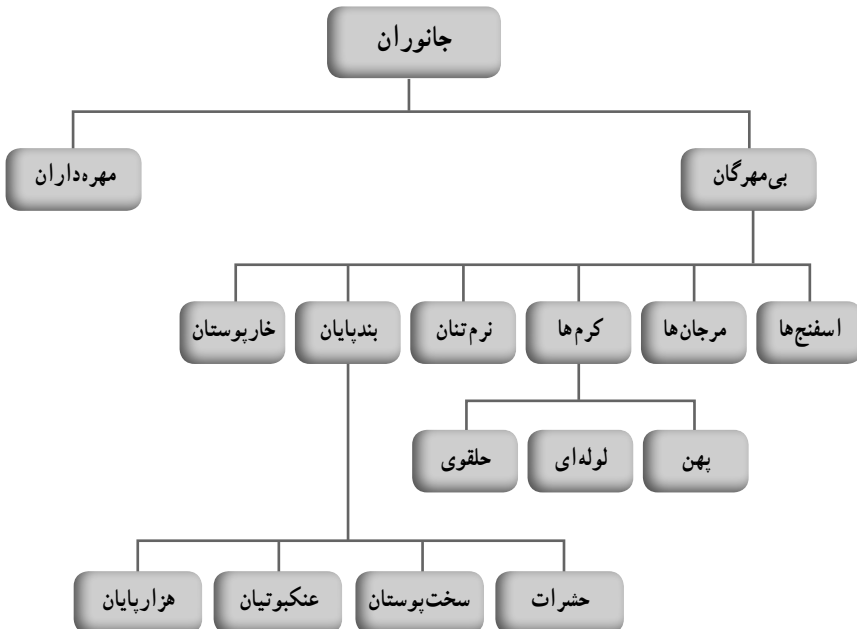 جانوران
بی‌مهرگان
مهره‌داران
اسفنج‌ها
مرجان‌ها
کرم‌ها
نرم‌تنان
بندپایان
خارپوستان
پهن
لوله‌ای
حلقوی
حشرات
سخت‌پوستان
عنکبوتیان
هزارپایان